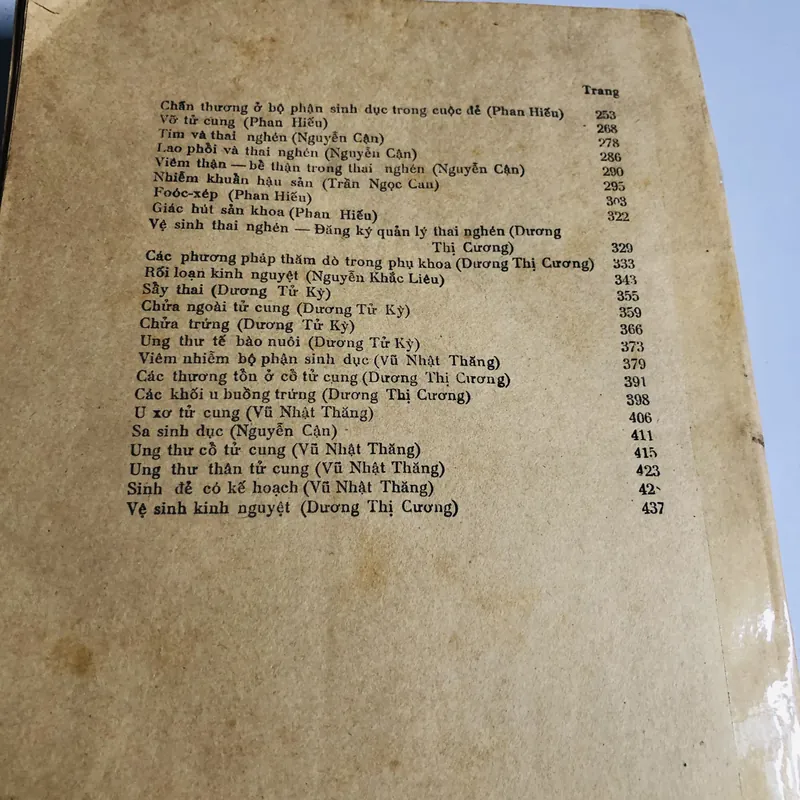 Trang
Chấn thương ở bộ phận sinh dục trong cuộc đẻ (Phan Hiếu) 253
Vỡ tử cung (Phan Hiếu) 268
Tim và thai nghén (Nguyễn Cận) 278
Lao phổi và thai nghén (Nguyễn Cận) 286
Viêm thận — bể thận trong thai nghén (Nguyễn Cận) 290
Nhiễm khuẩn hậu sản (Trần Ngọc Can) 295
Foóc-xép (Phan Hiếu) 303
Giác hút sản khoa (Phan Hiếu) 322
Vệ sinh thai nghén — Đăng ký quản lý thai nghén (Dương
Thị Cương) 329
Các phương pháp thăm dò trong phụ khoa (Dương Thị Cương) 333
Rối loạn kinh nguyệt (Nguyễn Khắc Liêu) 343
Sẩy thai (Dương Tử Kỳ) 355
Chửa ngoài tử cung (Dương Tử Kỳ) 359
Chửa trứng (Dương Tử Kỳ) 366
Ung thư tế bào nuôi (Dương Tử Kỳ) 373
Viêm nhiễm bộ phận sinh dục (Vũ Nhật Thăng) 379
Các thương tổn ở cổ tử cung (Dương Thị Cương) 391
Các khối u buồng trứng (Dương Thị Cương) 398
U xơ tử cung (Vũ Nhật Thăng) 406
Sa sinh dục (Nguyễn Cận) 411
Ung thư cổ tử cung (Vũ Nhật Thăng) 415
Ung thư thân tử cung (Vũ Nhật Thăng) 423
Sinh đẻ có kế hoạch (Vũ Nhật Thăng)
Vệ sinh kinh nguyệt (Dương Thị Cương) 437